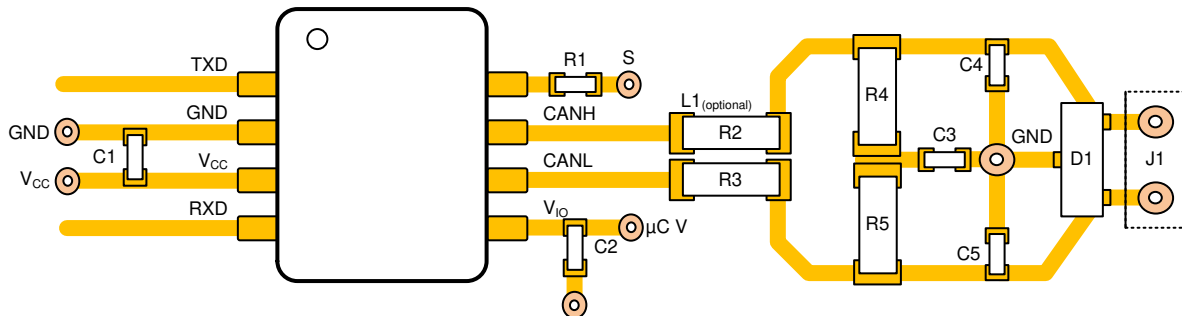 TXD
R1
S
C4
GND
GND
CANH
L1(optional)
R2
R4
C3
GND
D1
J1
C1
VCC
VCC
CANL
R3
RXD
VIO
C2
µC V
R5
C5